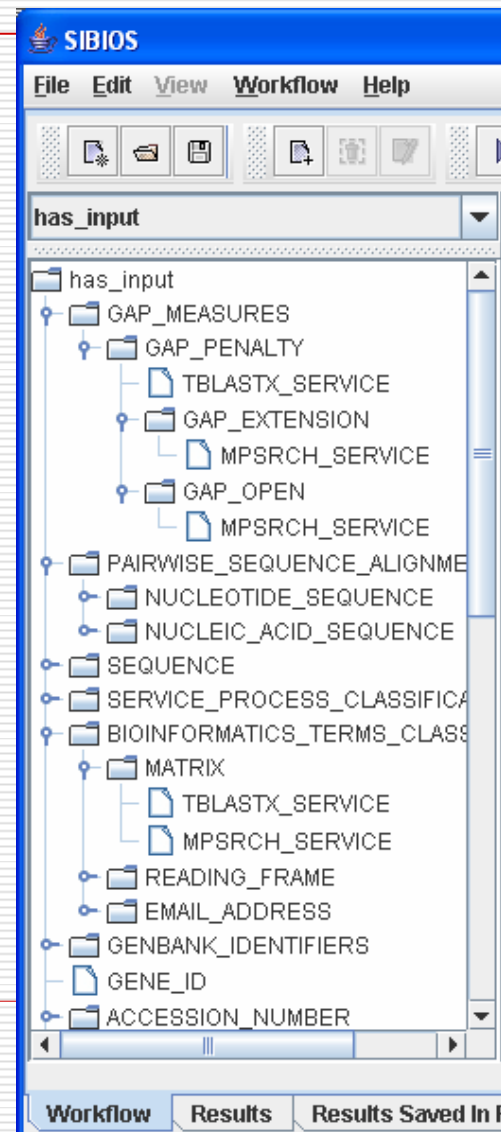 SIBIOS
File Edit View Workflow Help
has_input
has_input
GAP_MEASURES
GAP_PENALTY
TBLASTX_SERVICE
GAP_EXTENSION
MPSRCH_SERVICE
GAP_OPEN
MPSRCH_SERVICE
PAIRWISE_SEQUENCE_ALIGNME
NUCLEOTIDE_SEQUENCE
NUCLEIC_ACID_SEQUENCE
SEQUENCE
SERVICE_PROCESS_CLASSIFICA
BIOINFORMATICS_TERMS_CLASS
MATRIX
TBLASTX_SERVICE
MPSRCH_SERVICE
READING_FRAME
EMAIL_ADDRESS
GENBANK_IDENTIFIERS
GENE_ID
ACCESSION_NUMBER
Workflow Results Results Saved In